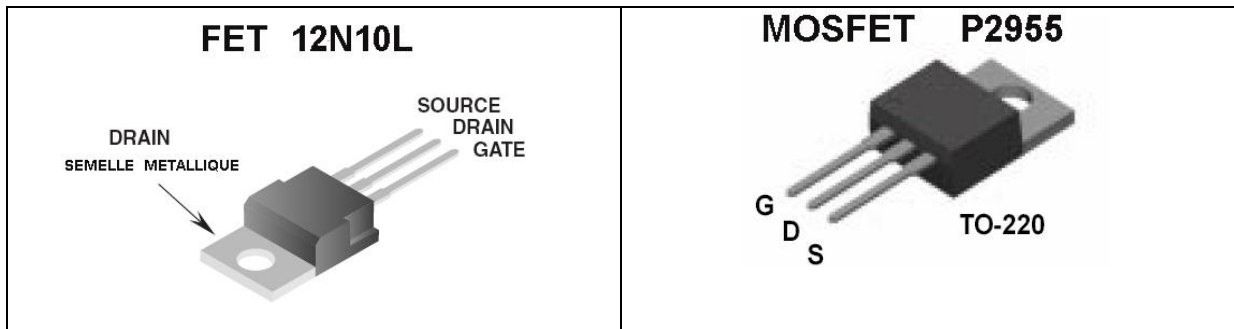 FET 12N10L
SOURCE
DRAIN
GATE
DRAIN
SEMELLE METALLIQUE
MOSFET P2955
G
D
S
TO-220